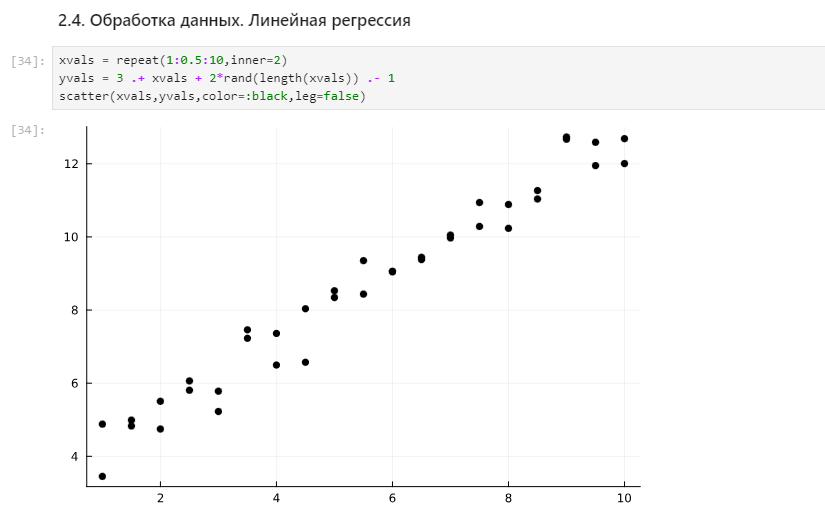 2.4. Обработка данных. Линейная регрессия
[34]: xvals = repeat(1:0.5:10,inner=2)
yvals = 3 .+ xvals + 2*rand(length(xvals)) .- 1
scatter(xvals,yvals,color=:black,leg=false)
[34]:
12
10
8
6
4
2 4 6 8 10